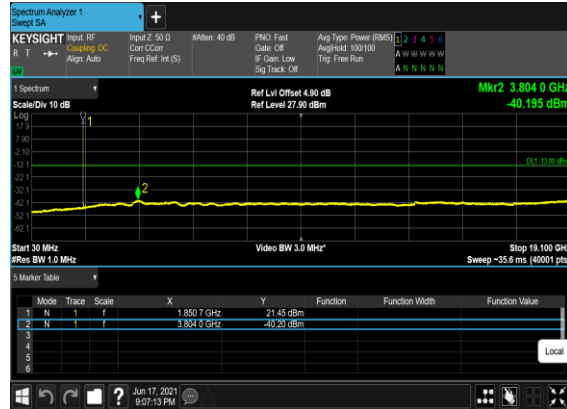 Spectrum Analyzer 1
Swept SA
+
KEYSIGHT Input: RF Input Z: 50 Ω #Atten: 40 dB PNO: Fast Avg Type: Power (RMS) 1 2 3 4 5 6
R T Coupling: DC Corr CCorr Gate: Off Avg|Hold: 100/100 A W W W W W
Align: Auto Freq Ref: Int (S) IF Gain: Low Trig: Free Run
Sig Track: Off A N N N N N
1 Spectrum Ref Lvl Offset 4.90 dB Mkr2 3.804 0 GHz
Scale/Div 10 dB Ref Level 27.90 dBm -40.195 dBm
Log
17.9
7.90
-2.10
-12.1
-22.1
-32.1
-42.1
-52.1
-62.1
1
2
DL1 -13.00 dBm
Start 30 MHz Video BW 3.0 MHz* Stop 19.100 GHz
#Res BW 1.0 MHz Sweep ~35.6 ms (40001 pts)
5 Marker Table
Mode Trace Scale X Y Function Function Width Function Value
1 N 1 f 1.850 7 GHz 21.45 dBm
2 N 1 f 3.804 0 GHz -40.20 dBm
3
4
5
6
Local
? Jun 17, 2021
9:07:13 PM